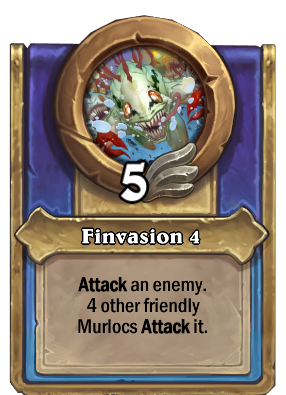 5
Finvasion 4
Attack an enemy.
4 other friendly
Murlocs Attack it.